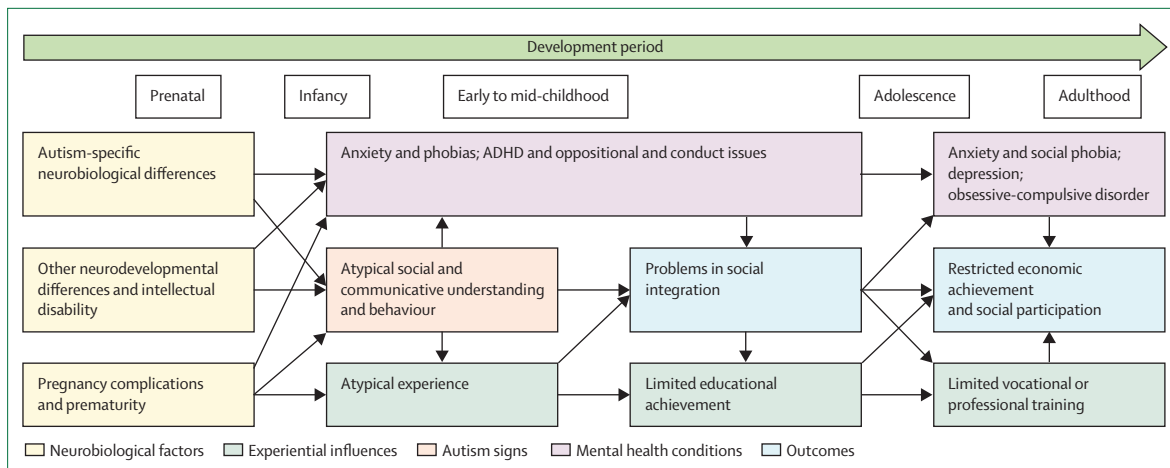 Development period
Prenatal
Infancy
Early to mid-childhood
Adolescence
Adulthood
Autism-specific
neurobiological differences
Anxiety and phobias; ADHD and oppositional and conduct issues
Anxiety and social phobia;
depression;
obsessive-compulsive disorder
Other neurodevelopmental
differences and intellectual
disability
Atypical social and
communicative understanding
and behaviour
Problems in social
integration
Restricted economic
achievement
and social participation
Pregnancy complications
and prematurity
Atypical experience
Limited educational
achievement
Limited vocational or
professional training
Neurobiological factors
Experiential influences
Autism signs
Mental health conditions
Outcomes